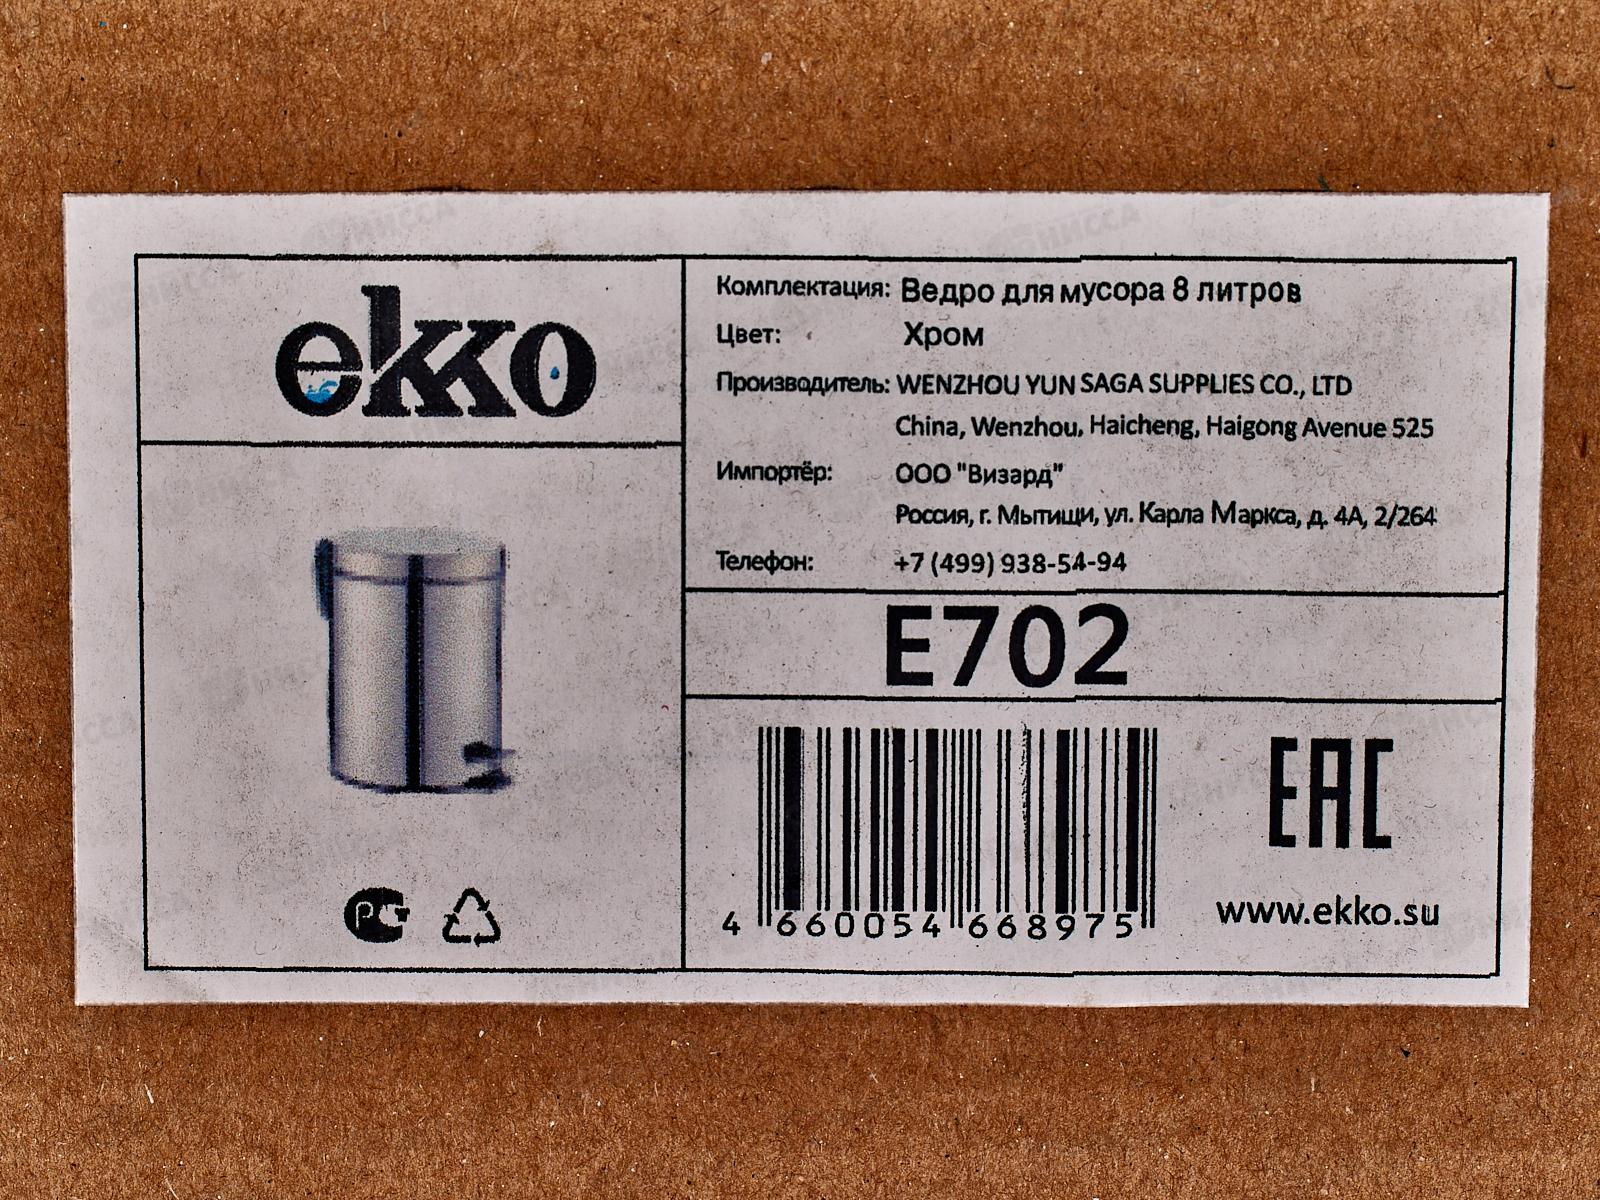 ekko
Комплектация: Ведро для мусора 8 литров
Цвет: Хром
Производитель: WENZHOU YUN SAGA SUPPLIES CO., LTD
China, Wenzhou, Haicheng, Haigong Avenue 525
Импортёр: ООО "Визард"
Россия, г. Мытищи, ул. Карла Маркса, д. 4А, 2/264
Телефон: +7 (499) 938-54-94
E702
4 660054 668975
EAC
www.ekko.su
РСТ